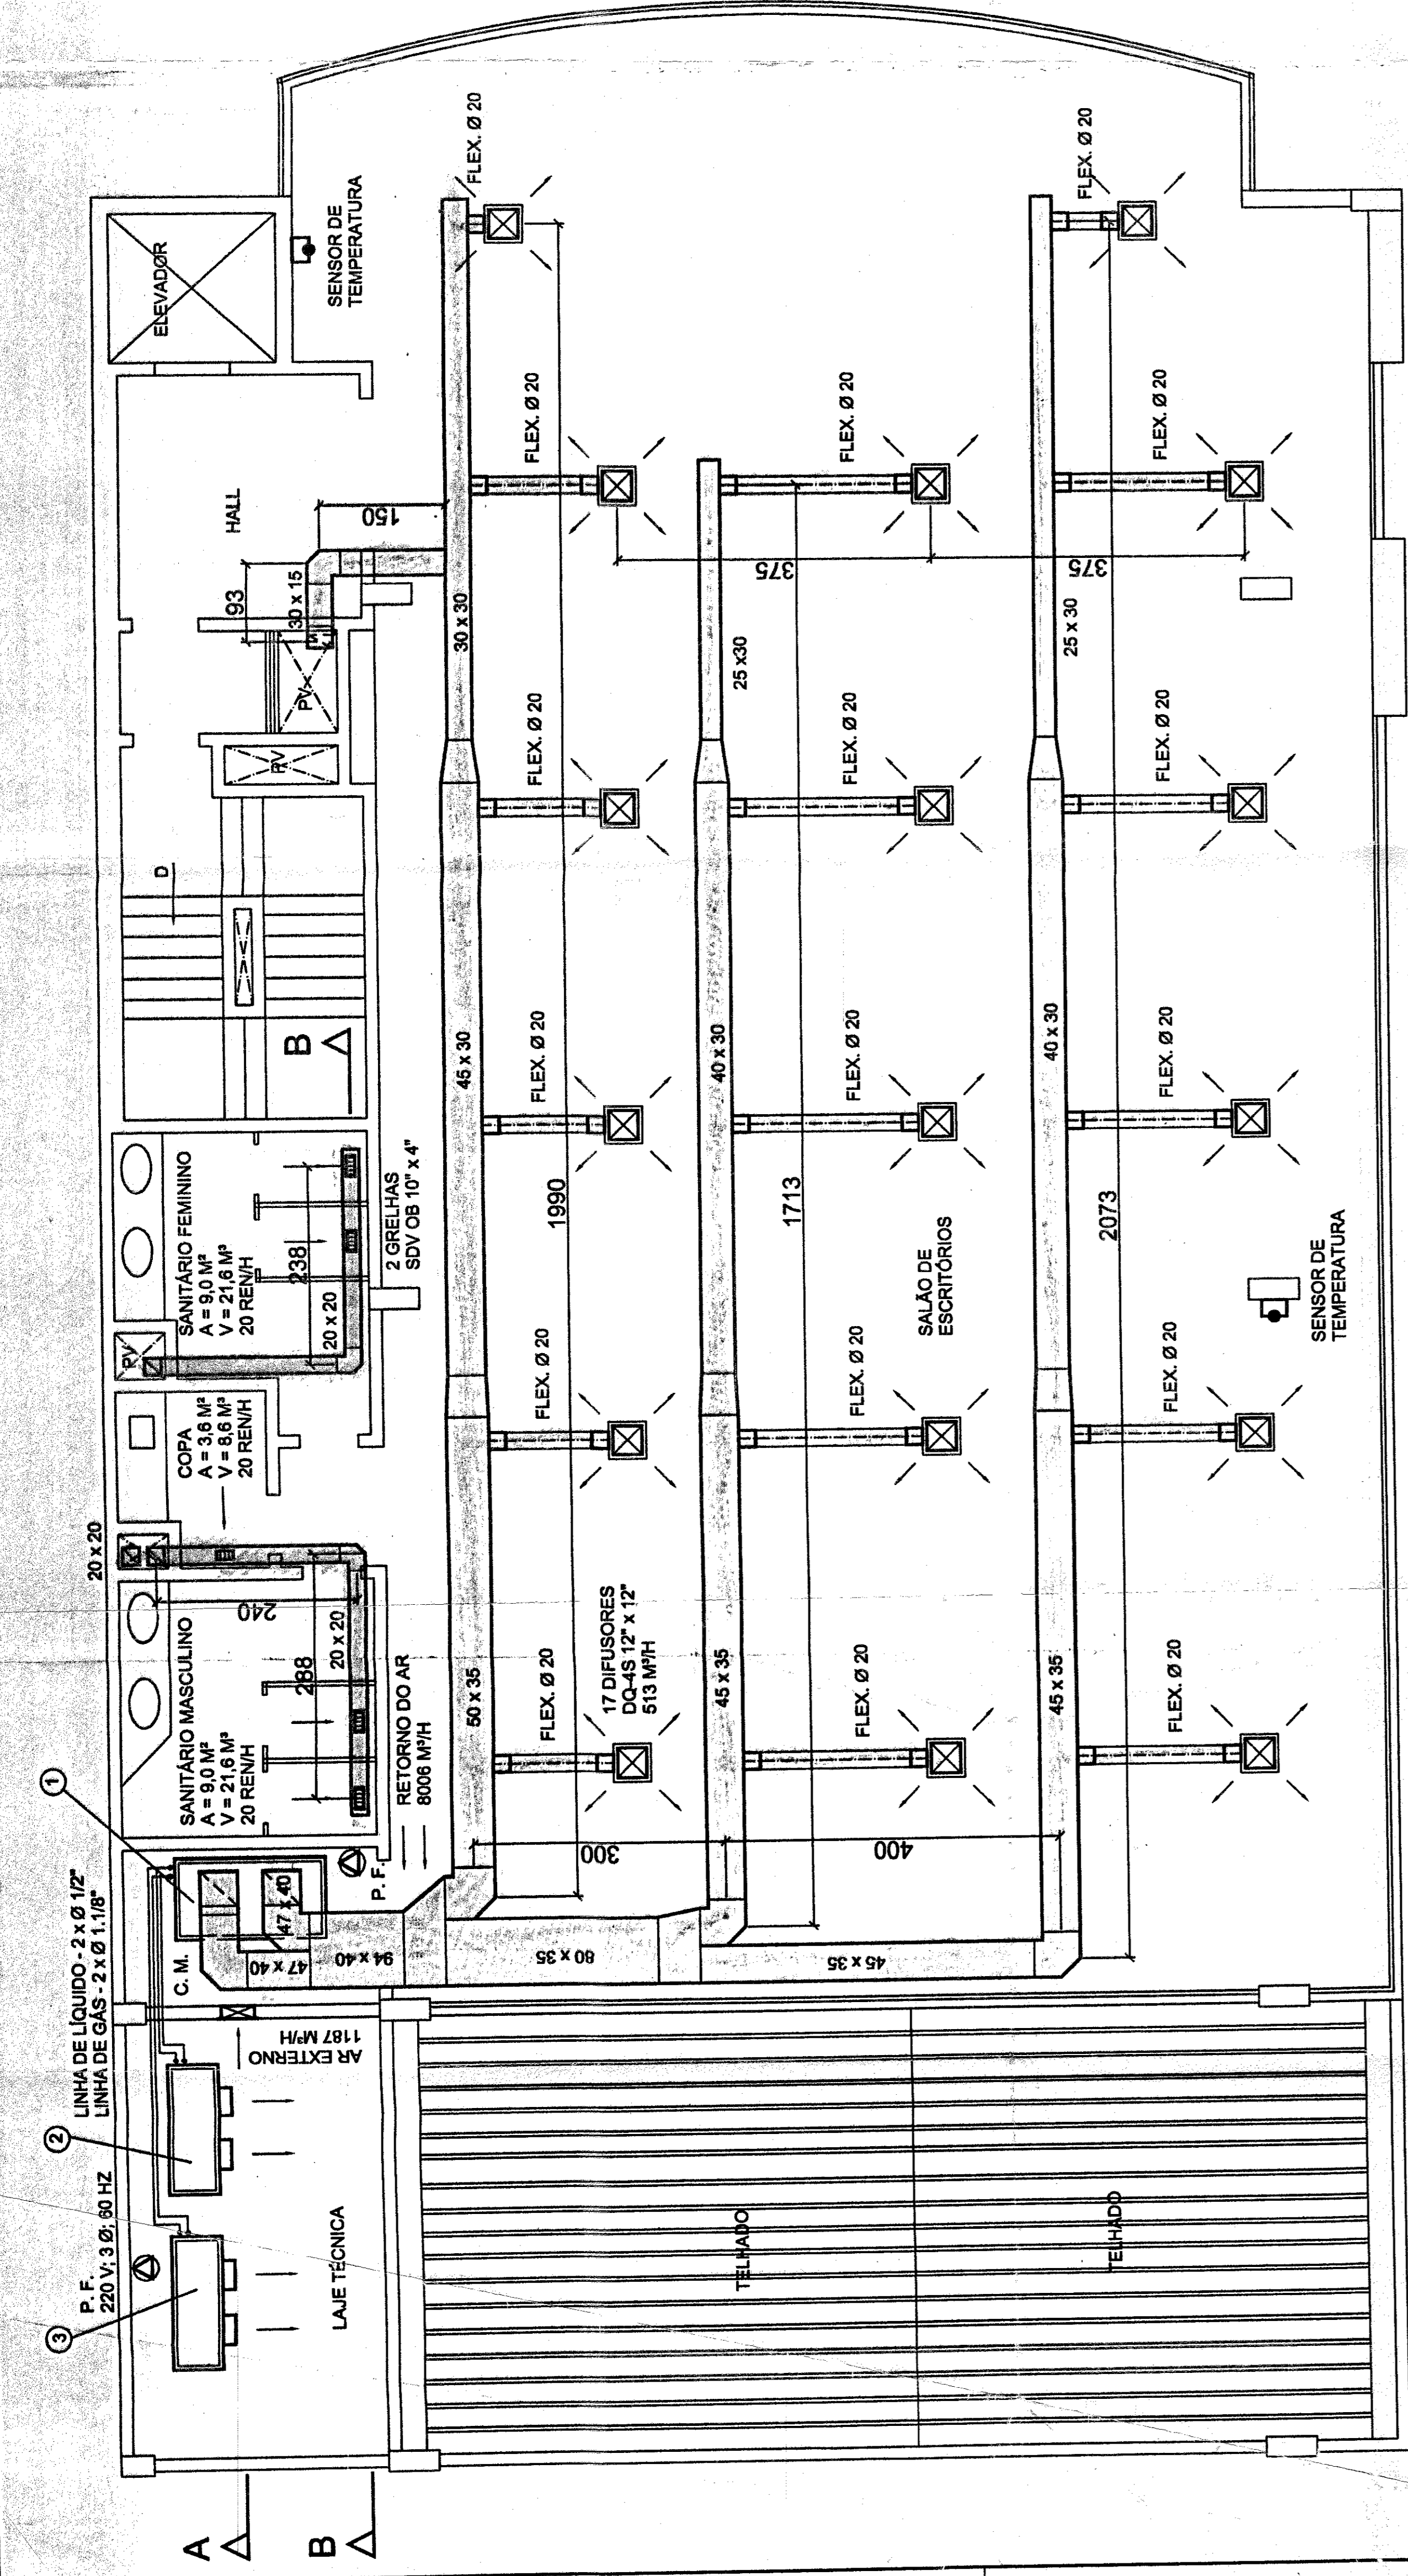 ELEVADOR
SENSOR DE
TEMPERATURA
FLEX. Ø 20
FLEX. Ø 20
HALL
150
93
30 x 15
PV
PV
30 x 30
FLEX. Ø 20
FLEX. Ø 20
FLEX. Ø 20
375
375
25 x30
25 x 30
FLEX. Ø 20
FLEX. Ø 20
FLEX. Ø 20
D
B
45 x 30
40 x 30
40 x 30
FLEX. Ø 20
FLEX. Ø 20
FLEX. Ø 20
1990
1713
2073
SANITÁRIO FEMININO
A = 9,0 M²
V = 21,6 M³
20 REN/H
238
20 x 20
PV
2 GRELHAS
SDV OB 10" x 4"
SALÃO DE
ESCRITÓRIOS
SENSOR DE
TEMPERATURA
FLEX. Ø 20
FLEX. Ø 20
FLEX. Ø 20
COPA
A = 3,6 M²
V = 8,6 M³
20 REN/H
20 x 20
240
SANITÁRIO MASCULINO
A = 9,0 M²
V = 21,6 M³
20 REN/H
288
20 x 20
RETORNO DO AR
8006 M³/H
50 x 35
FLEX. Ø 20
17 DIFUSORES
DQ-4S 12" x 12"
513 M³/H
45 x 35
FLEX. Ø 20
45 x 35
FLEX. Ø 20
1
P. F.
300
400
C. M.
47 x 40
47 x 40
94 x 40
80 x 35
45 x 35
LINHA DE LÍQUIDO - 2 x Ø 1/2"
LINHA DE GÁS - 2 x Ø 1.1/8"
AR EXTERNO
1187 M³/H
2
P. F.
220 V; 3 Ø; 60 HZ
3
LAJE TÉCNICA
TELHADO
TELHADO
A
B